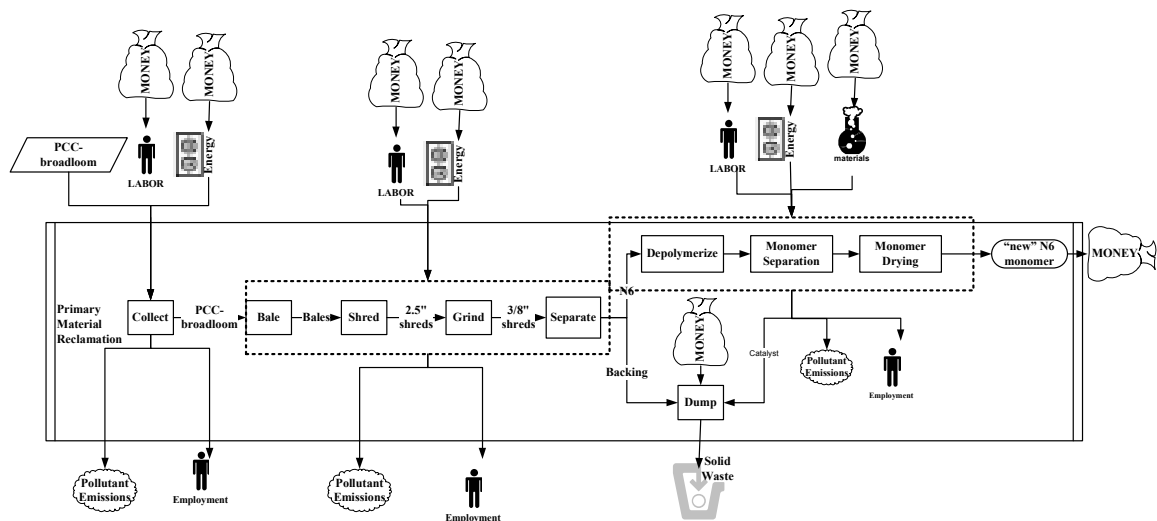 MONEY
MONEY
MONEY
MONEY
MONEY
MONEY
MONEY
PCC-
broadloom
LABOR
Energy
LABOR
Energy
LABOR
Energy
materials
Primary
Material
Reclamation
Collect
PCC-
broadloom
Bale
Bales
Shred
2.5"
shreds
Grind
3/8"
shreds
Separate
N6
Backing
Depolymerize
Monomer
Separation
Monomer
Drying
"new" N6
monomer
MONEY
MONEY
Dump
Catalyst
Pollutant
Emissions
Employment
Pollutant
Emissions
Employment
Pollutant
Emissions
Employment
Solid
Waste